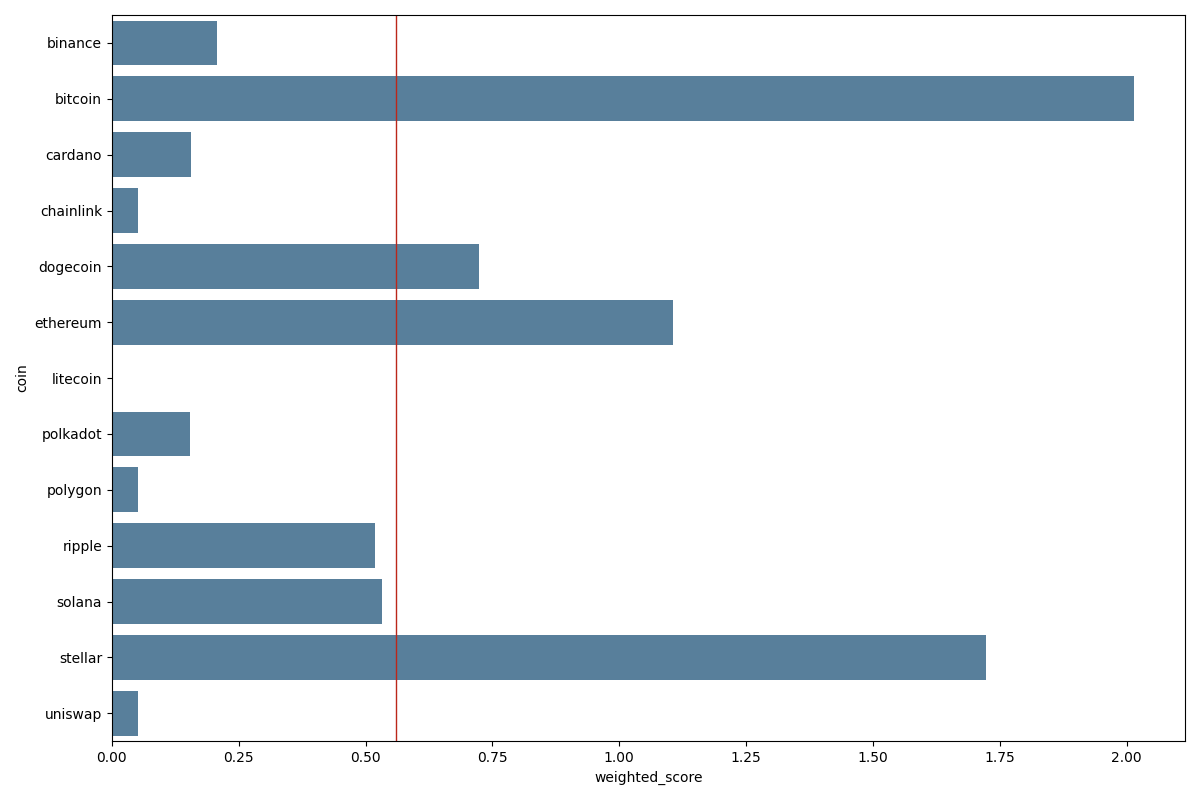 binance
bitcoin
cardano
chainlink
dogecoin
ethereum
litecoin
polkadot
polygon
ripple
solana
stellar
uniswap
coin
0.00 0.25 0.50 0.75 1.00 1.25 1.50 1.75 2.00
weighted_score